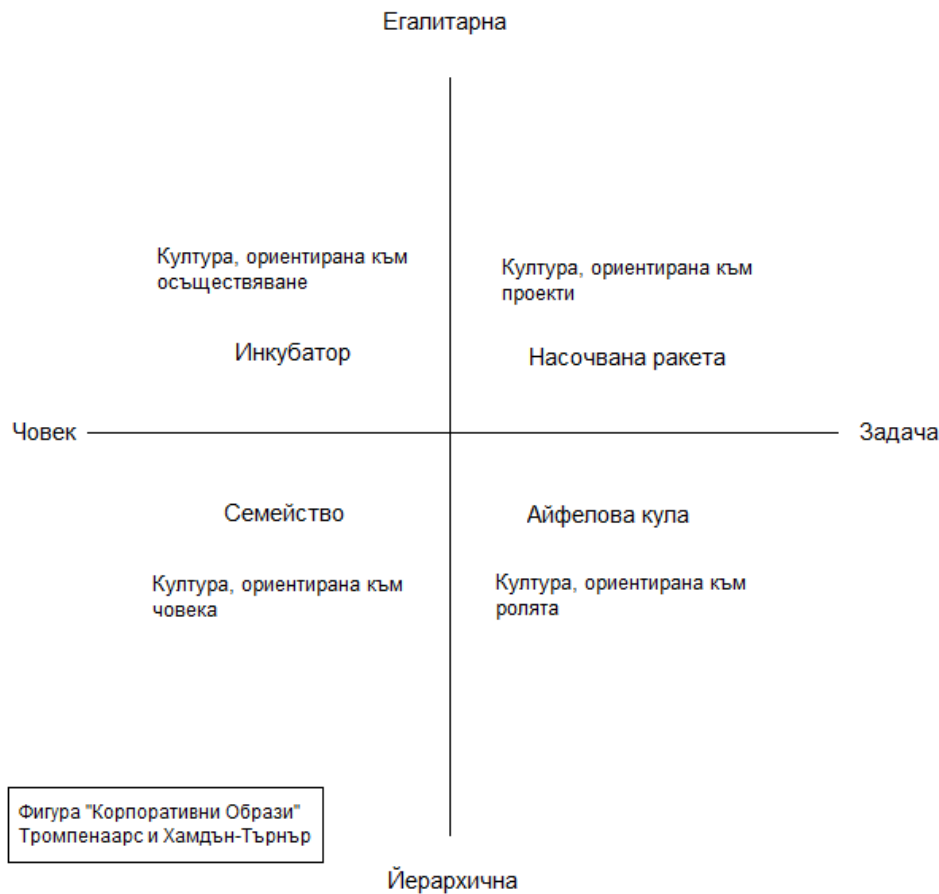 Егалитарна
Култура, ориентирана към
осъществяване
Култура, ориентирана към
проекти
Инкубатор
Насочвана ракета
Човек
Задача
Семейство
Айфелова кула
Култура, ориентирана към
човека
Култура, ориентирана към
ролята
Фигура "Корпоративни Образи"
Тромпенаарс и Хамдън-Търнър
Йерархична